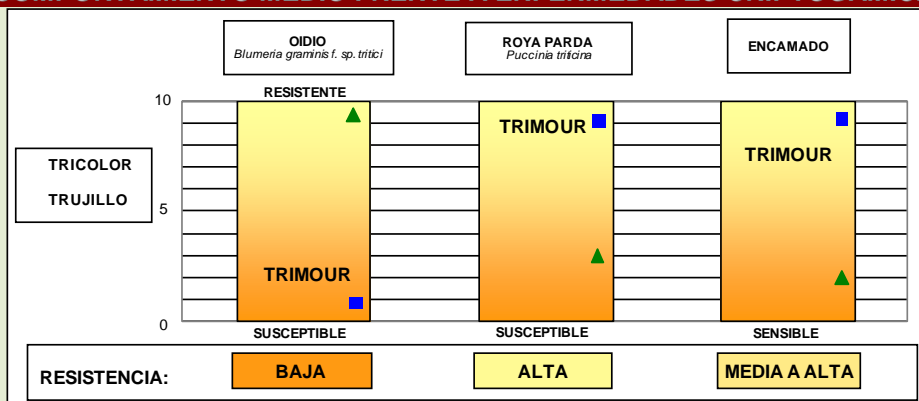 OIDIO
Blumeria graminis f. sp. tritici
ROYA PARDA
Puccinia triticina
ENCAMADO
RESISTENTE
10
5
0
TRICOLOR
TRUJILLO
TRIMOUR
TRIMOUR
TRIMOUR
SUSCEPTIBLE
SUSCEPTIBLE
SENSIBLE
RESISTENCIA:
BAJA
ALTA
MEDIA A ALTA